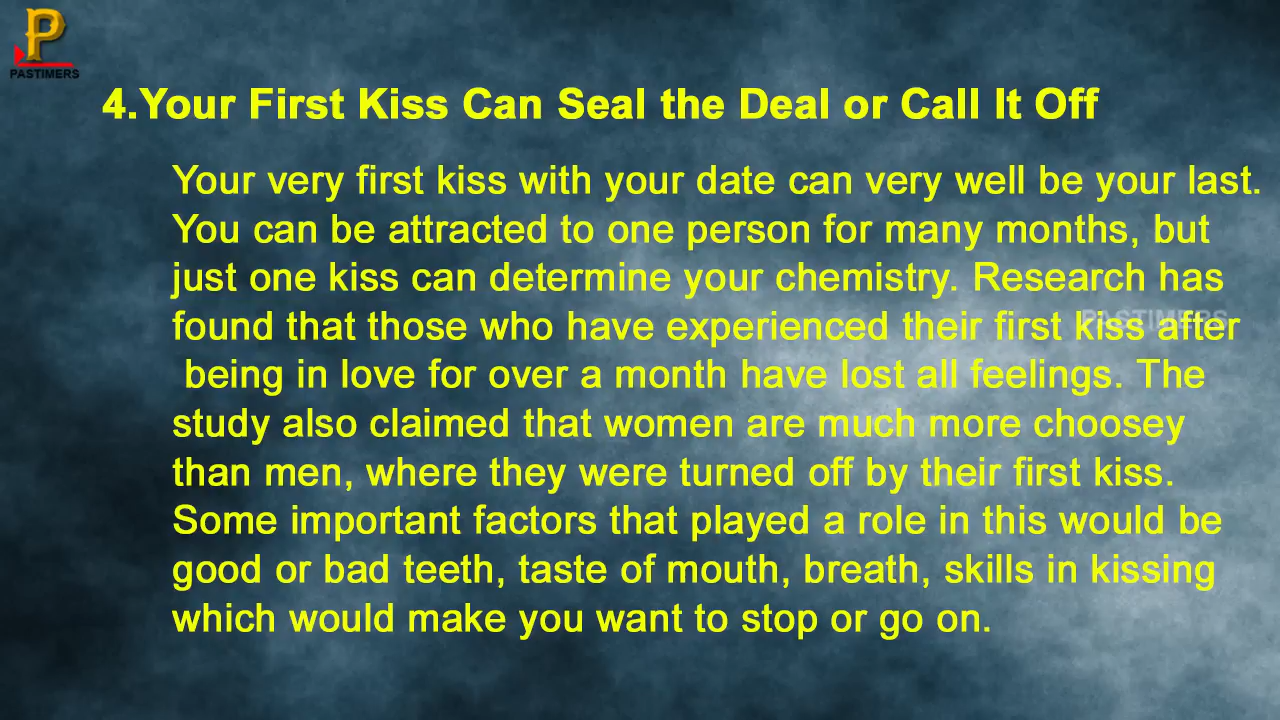 P
PASTIMERS
4.Your First Kiss Can Seal the Deal or Call It Off
Your very first kiss with your date can very well be your last.
You can be attracted to one person for many months, but
just one kiss can determine your chemistry. Research has
found that those who have experienced their first kiss after
being in love for over a month have lost all feelings. The
study also claimed that women are much more choosey
than men, where they were turned off by their first kiss.
Some important factors that played a role in this would be
good or bad teeth, taste of mouth, breath, skills in kissing
which would make you want to stop or go on.
PASTIMERS